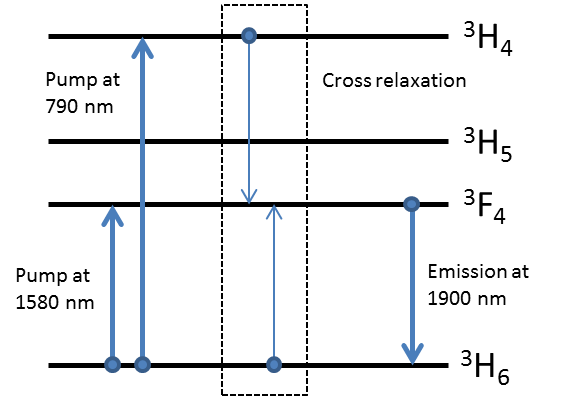 ³H₄
Pump at
790 nm
Cross relaxation
³H₅
³F₄
Pump at
1580 nm
Emission at
1900 nm
³H₆